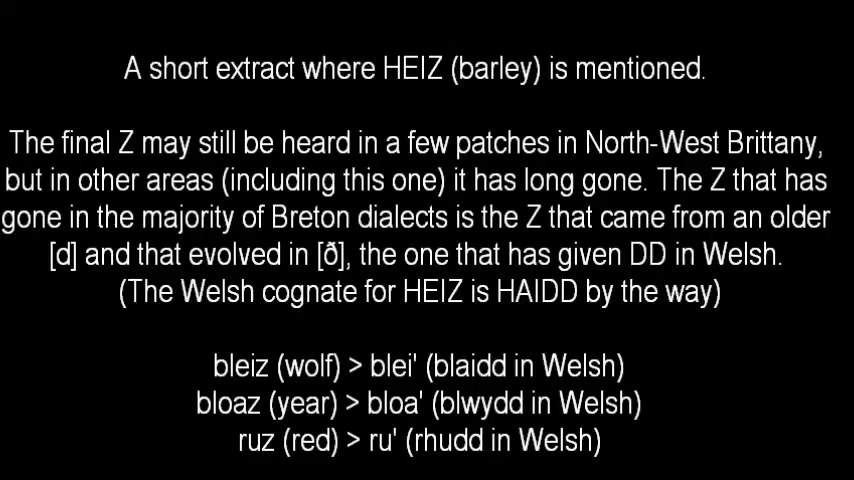 A short extract where HEIZ (barley) is mentioned.
The final Z may still be heard in a few patches in North-West Brittany,
but in other areas (including this one) it has long gone. The Z that has
gone in the majority of Breton dialects is the Z that came from an older
[d] and that evolved in [ð], the one that has given DD in Welsh.
(The Welsh cognate for HEIZ is HAIDD by the way)
bleiz (wolf) > blei' (blaidd in Welsh)
bloaz (year) > bloa' (blwydd in Welsh)
ruz (red) > ru' (rhudd in Welsh)